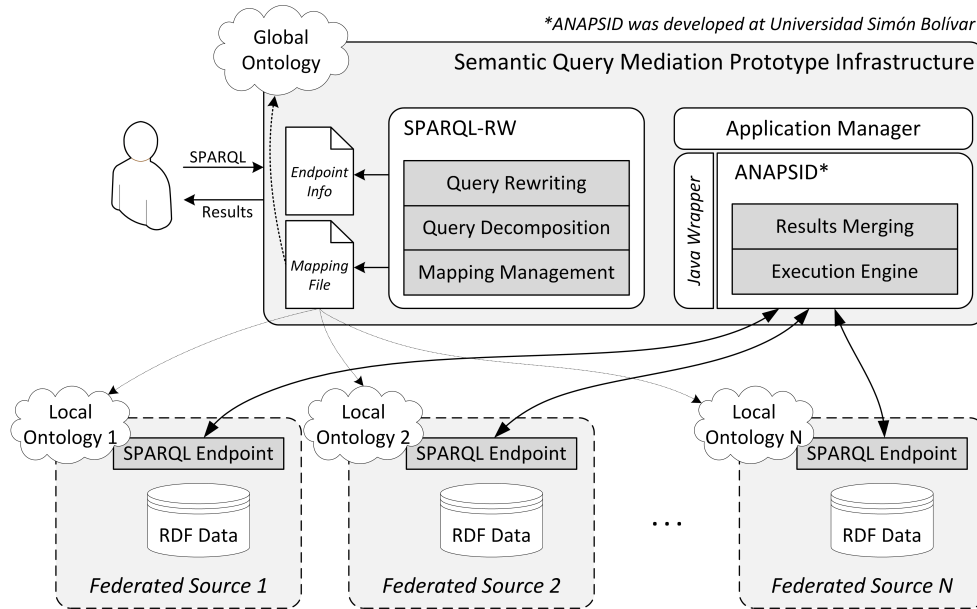 *ANAPSID was developed at Universidad Simón Bolívar
Global
Ontology
Semantic Query Mediation Prototype Infrastructure
SPARQL
Results
Endpoint
Info
Mapping
File
SPARQL-RW
Query Rewriting
Query Decomposition
Mapping Management
Application Manager
Java Wrapper
ANAPSID*
Results Merging
Execution Engine
Local
Ontology 1
SPARQL Endpoint
RDF Data
Federated Source 1
Local
Ontology 2
SPARQL Endpoint
RDF Data
Federated Source 2
...
Local
Ontology N
SPARQL Endpoint
RDF Data
Federated Source N